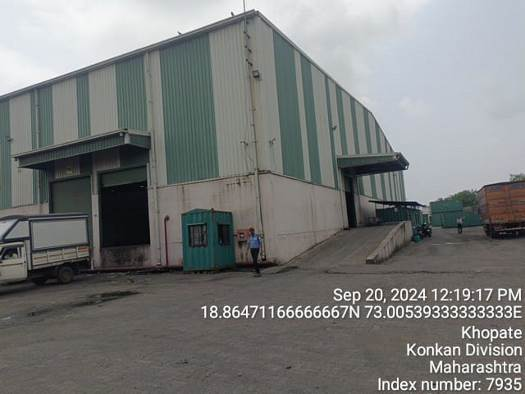 Sep 20, 2024 12:19:17 PM
18.86471166666667N 73.00539333333333E
Khopate
Konkan Division
Maharashtra
Index number: 7935